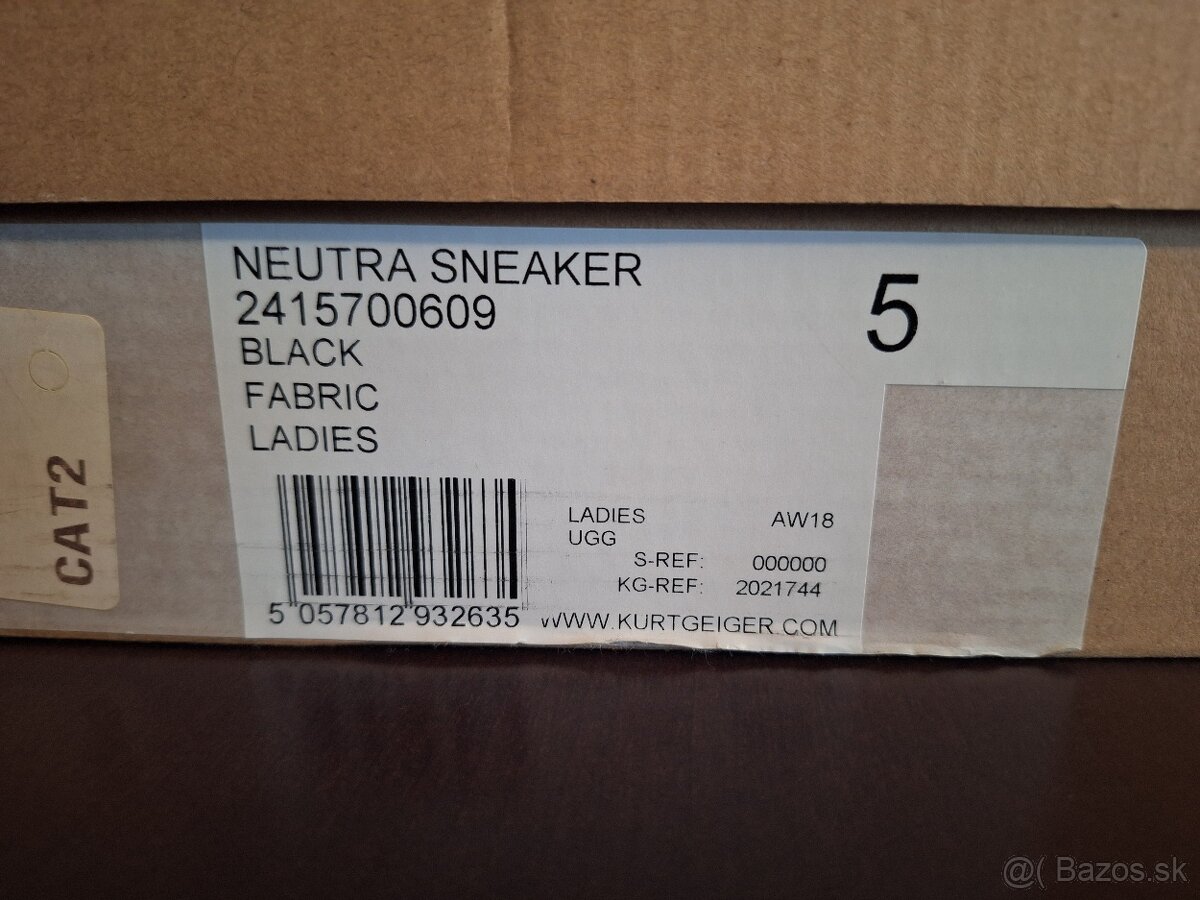 NEUTRA SNEAKER
2415700609
BLACK
FABRIC
LADIES
5
CAT2
LADIES AW18
UGG
S-REF: 000000
KG-REF: 2021744
5 057812 932635
WWW.KURTGEIGER.COM
@( Bazos.sk